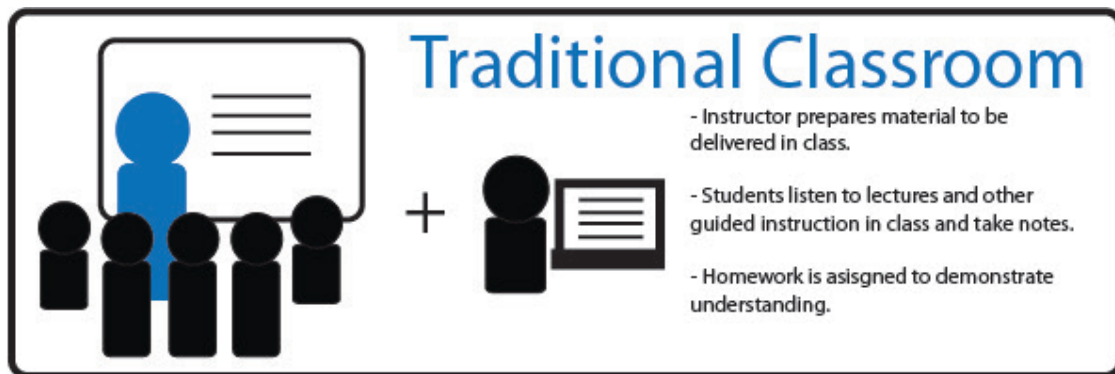 Traditional Classroom
- Instructor prepares material to be
delivered in class.
- Students listen to lectures and other
guided instruction in class and take notes.
- Homework is asisgned to demonstrate
understanding.